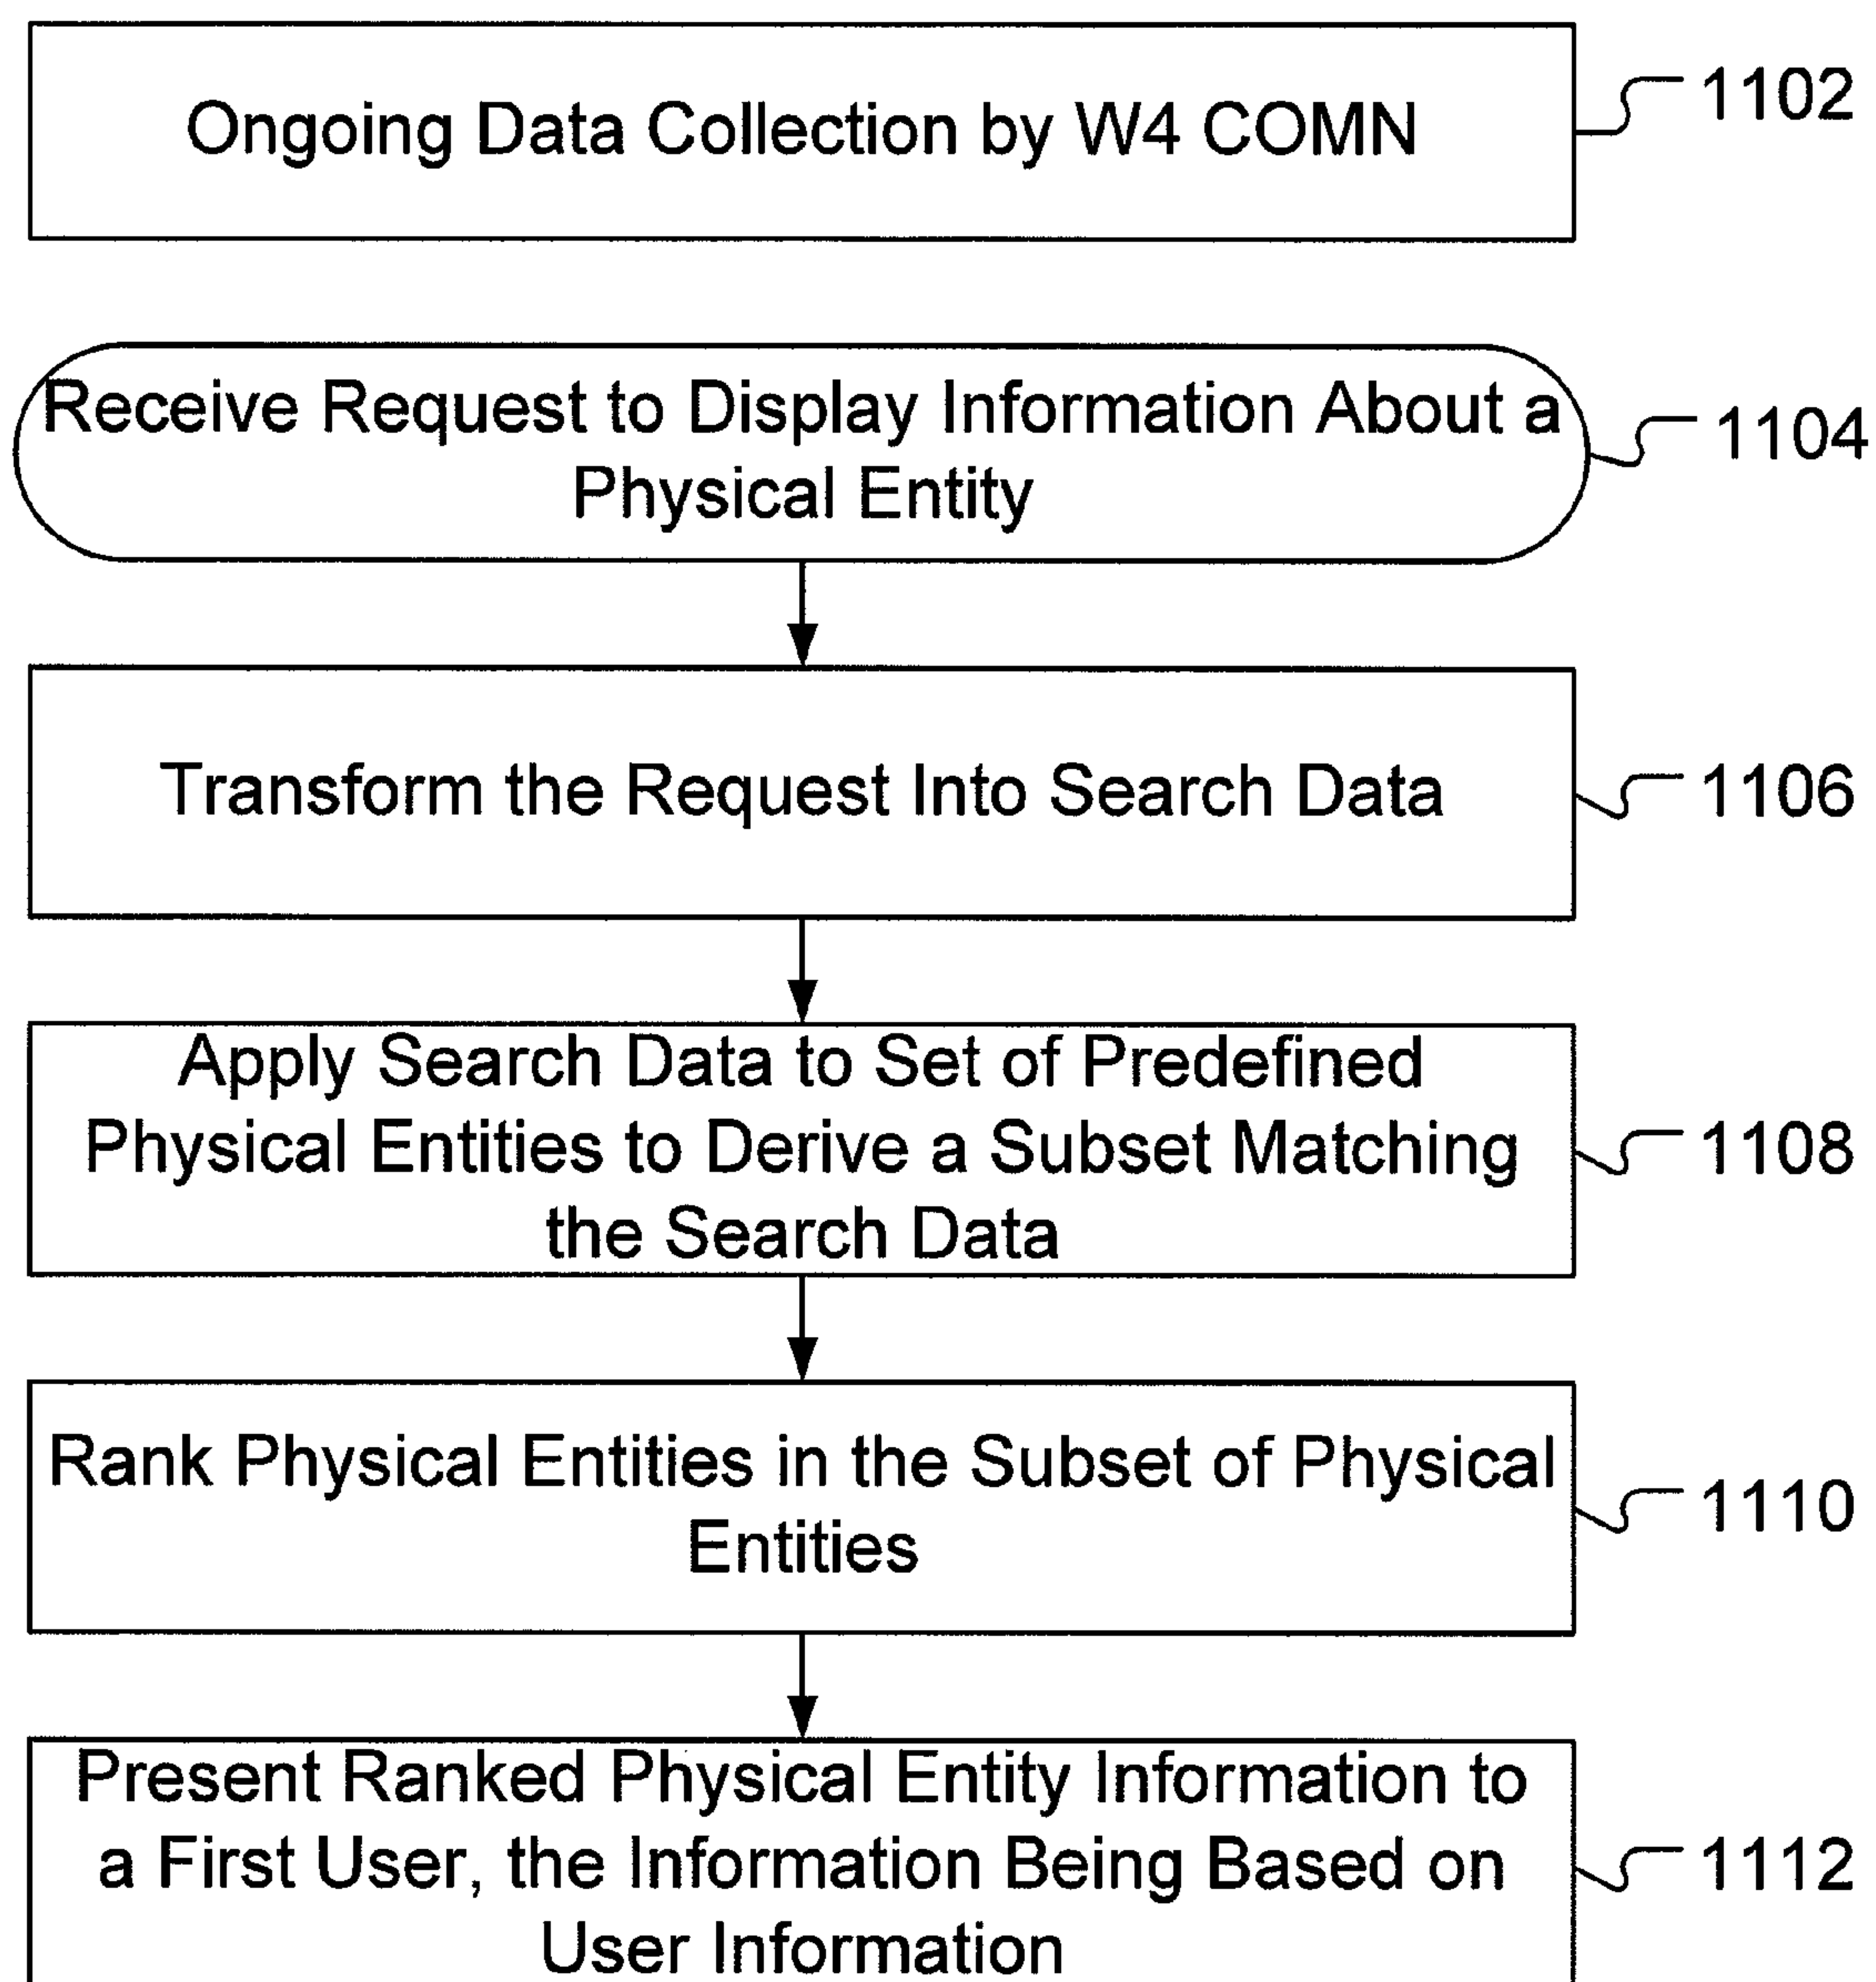 Ongoing Data Collection by W4 COMN
1102
Receive Request to Display Information About a
Physical Entity
1104
Transform the Request Into Search Data
1106
Apply Search Data to Set of Predefined
Physical Entities to Derive a Subset Matching
the Search Data
1108
Rank Physical Entities in the Subset of Physical
Entities
1110
Present Ranked Physical Entity Information to
a First User, the Information Being Based on
User Information
1112